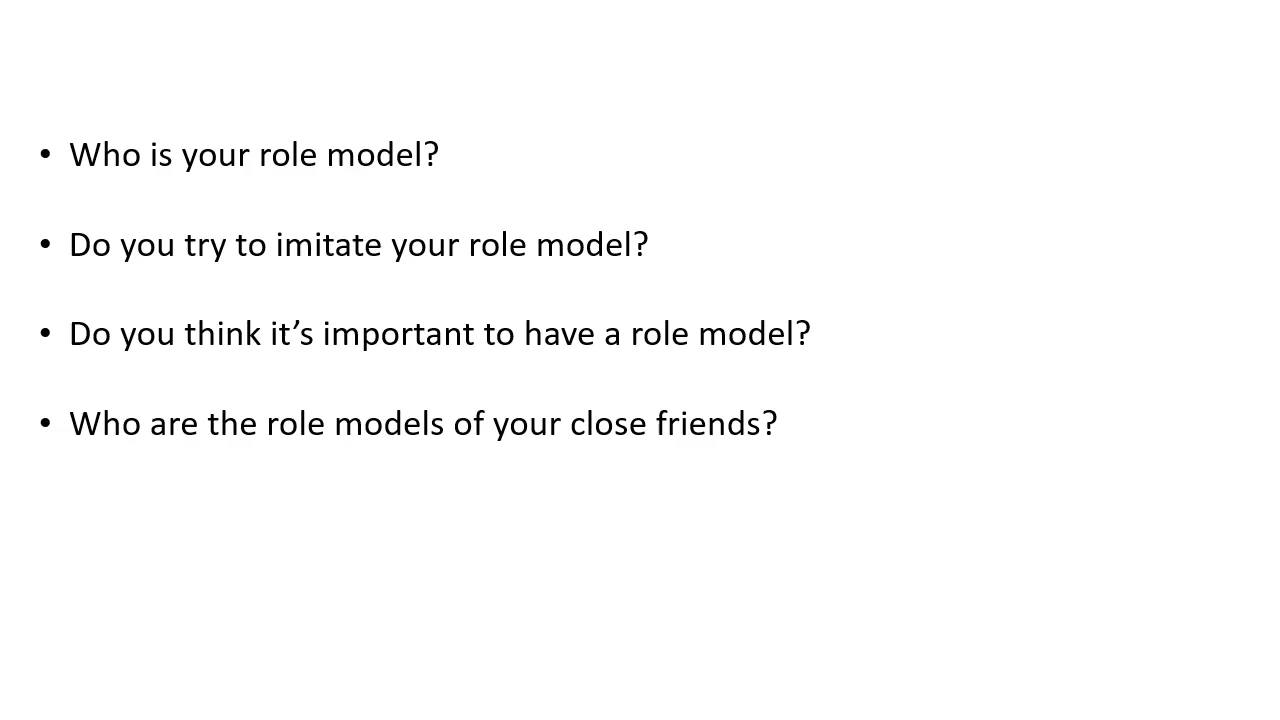 • Who is your role model?
• Do you try to imitate your role model?
• Do you think it’s important to have a role model?
• Who are the role models of your close friends?